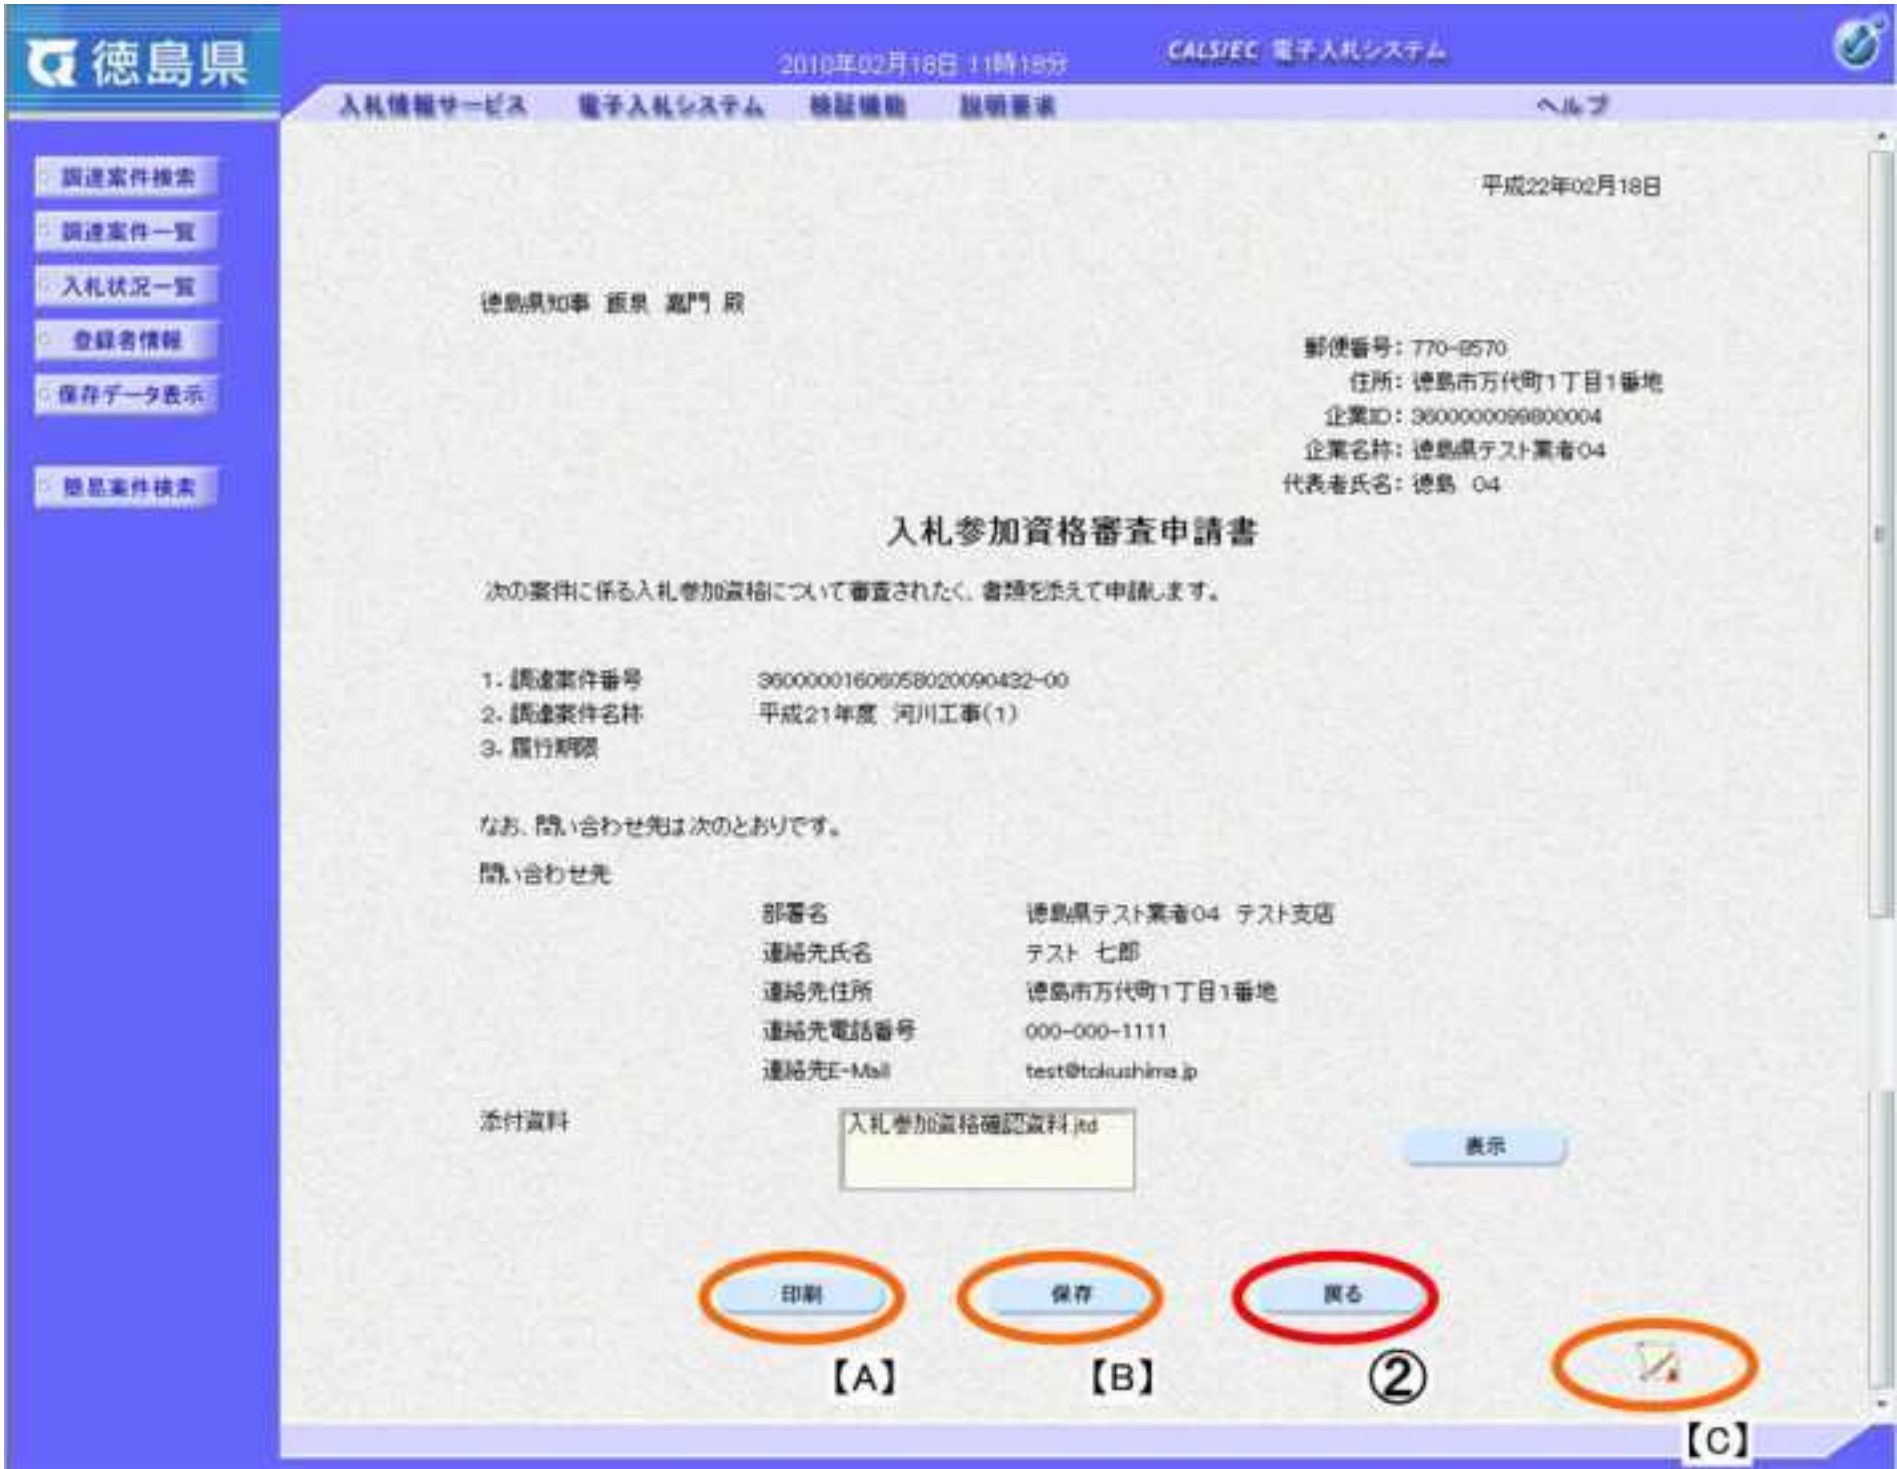 徳島県
2010年02月18日 11時18分
CALS/EC 電子入札システム
入札情報サービス 電子入札システム 検証機能 説明要求 ヘルプ
調達案件検索
調達案件一覧
入札状況一覧
登録者情報
保存データ表示
簡易案件検索
平成22年02月18日
徳島県知事 飯泉 嘉門 殿
郵便番号：770-8570
住所：徳島市万代町1丁目1番地
企業ID：3600000099800004
企業名称：徳島県テスト業者04
代表者氏名：徳島 04
入札参加資格審査申請書
次の案件に係る入札参加資格について審査されたく、書類を添えて申請します。
1．調達案件番号 36000001606058020090432-00
2．調達案件名称 平成21年度 河川工事(1)
3．履行期限
なお、問い合わせ先は次のとおりです。
問い合わせ先
部署名 徳島県テスト業者04 テスト支店
連絡先氏名 テスト 七郎
連絡先住所 徳島市万代町1丁目1番地
連絡先電話番号 000-000-1111
連絡先E-Mail test@tokushima.jp
添付資料 入札参加資格確認資料.jtd 表示
印刷 保存 戻る
【A】 【B】 ②
【C】